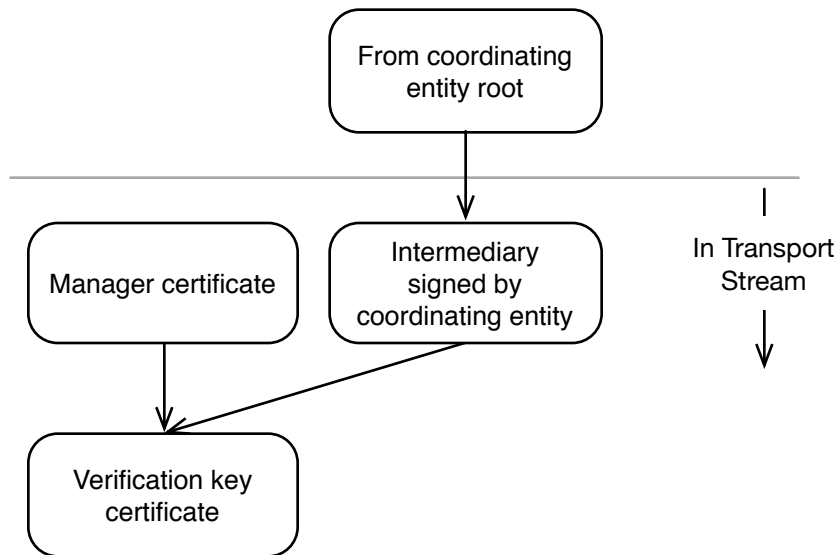 From coordinating
entity root
Manager certificate
Intermediary
signed by
coordinating entity
In Transport
Stream
Verification key
certificate